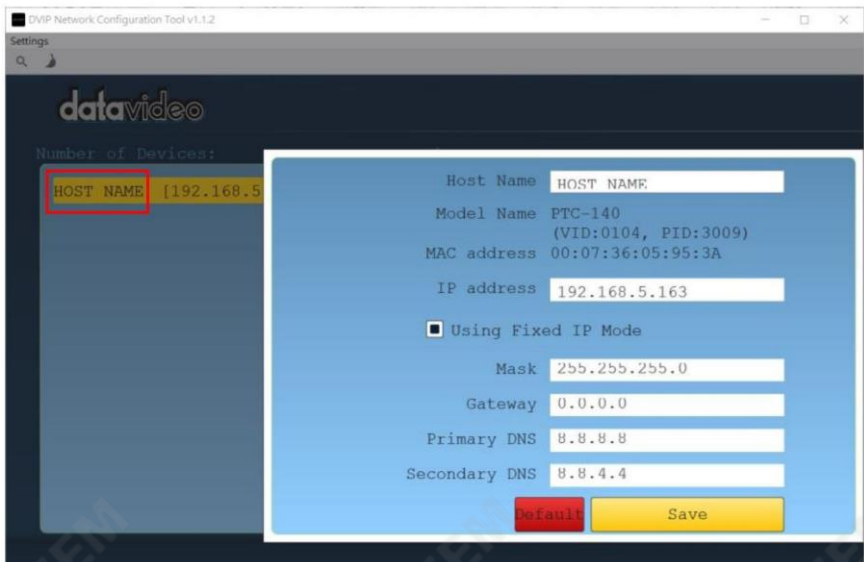 DVIP Network Configuration Tool v1.1.2
Settings
datavideo
Number of Devices:
HOST NAME [192.168.5
Host Name HOST NAME
Model Name PTC-140
(VID:0104, PID:3009)
MAC address 00:07:36:05:95:3A
IP address 192.168.5.163
Using Fixed IP Mode
Mask 255.255.255.0
Gateway 0.0.0.0
Primary DNS 8.8.8.8
Secondary DNS 8.8.4.4
Default Save